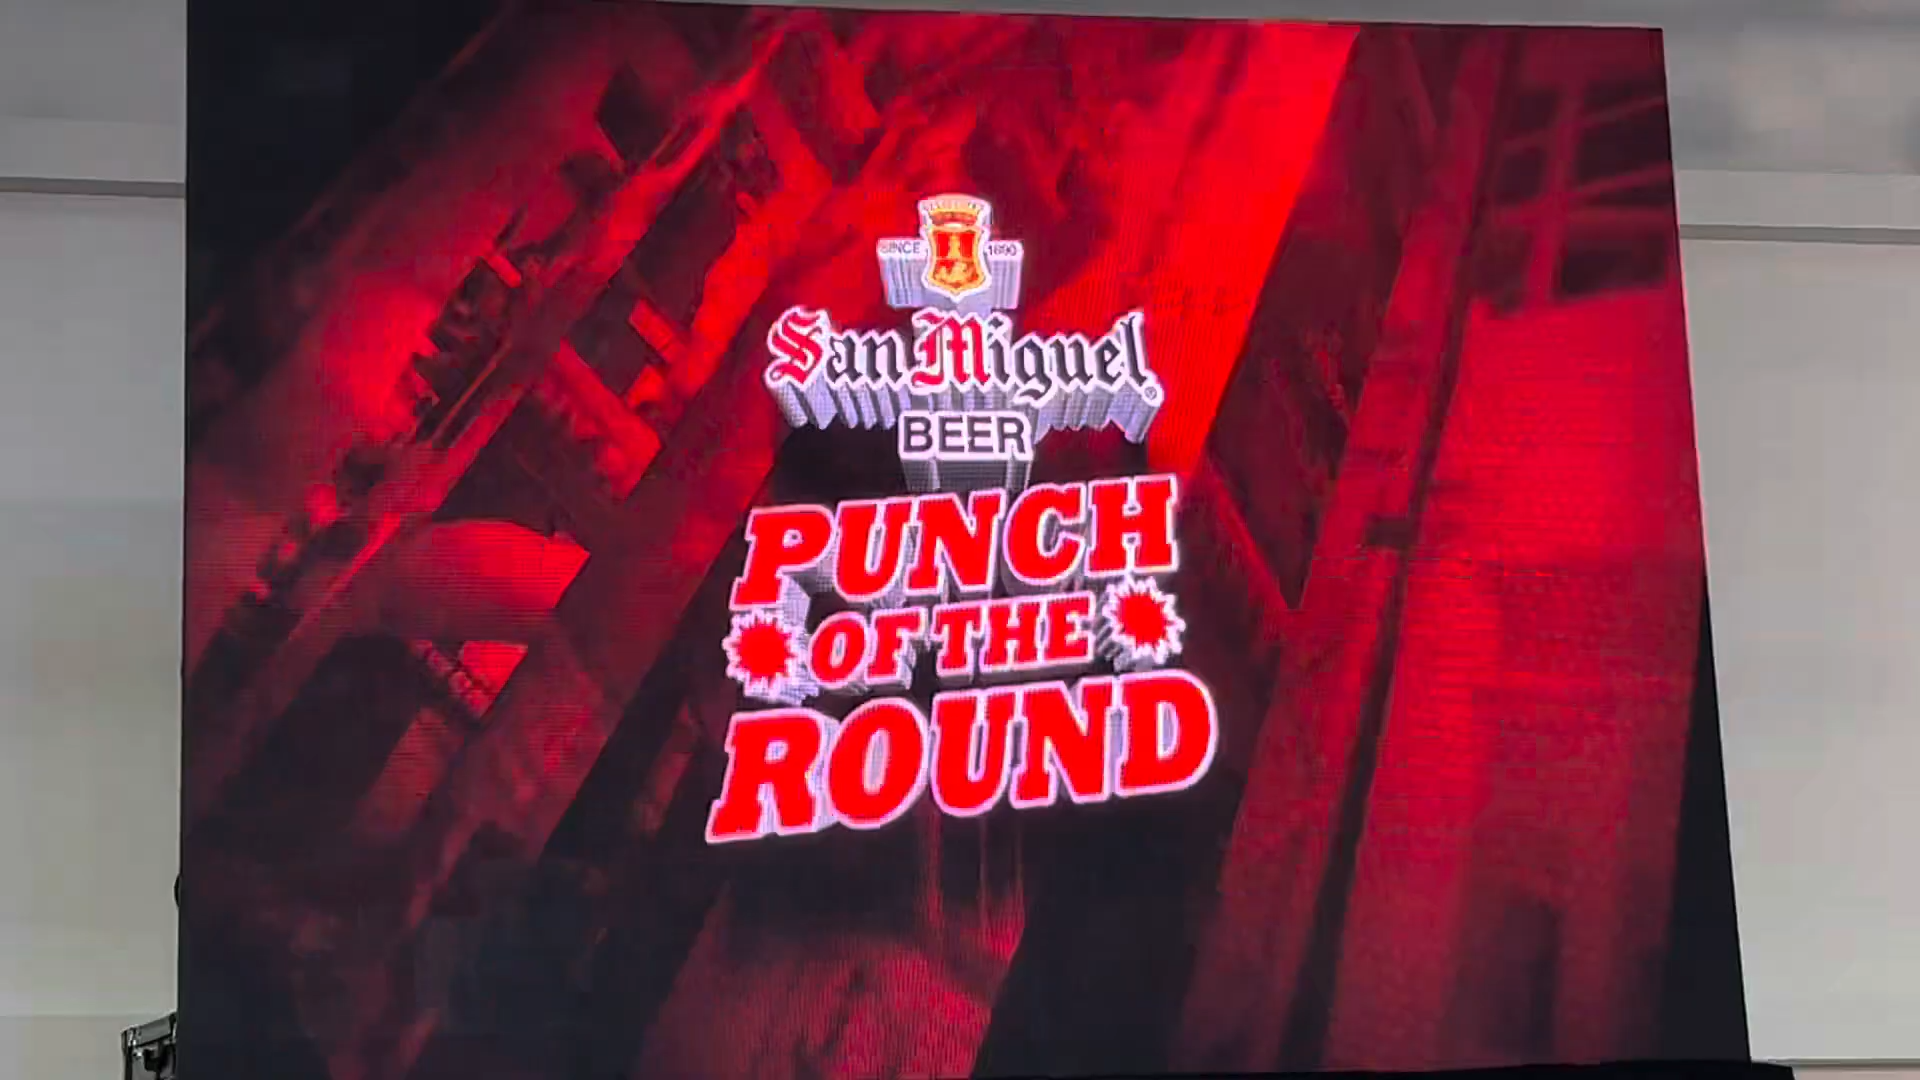 SINCE 1890
San Miguel
BEER
PUNCH
OF THE
ROUND